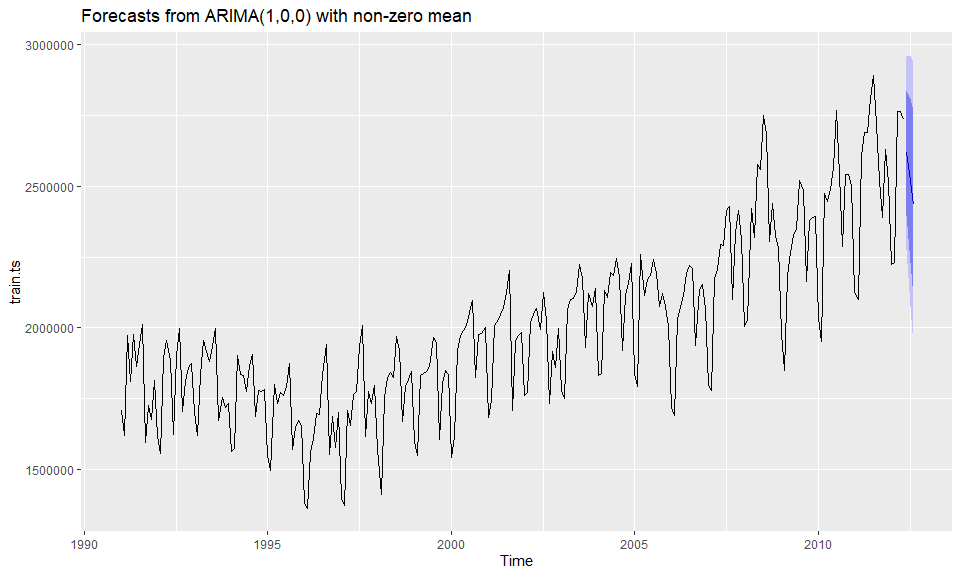 Forecasts from ARIMA(1,0,0) with non-zero mean
3000000
2500000
2000000
1500000
train.ts
1990 1995 2000 2005 2010
Time